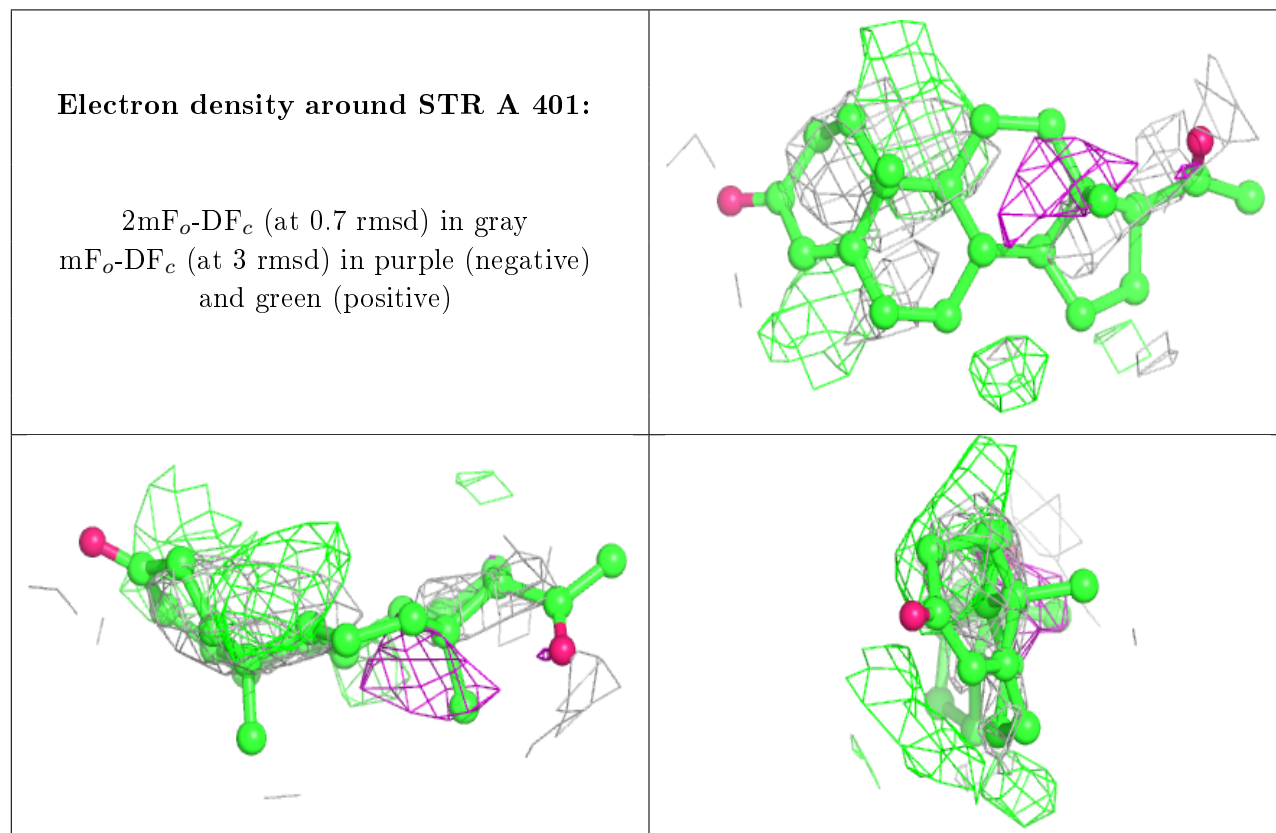 Electron density around STR A 401:
2mFo-DFc (at 0.7 rmsd) in gray
mFo-DFc (at 3 rmsd) in purple (negative)
and green (positive)